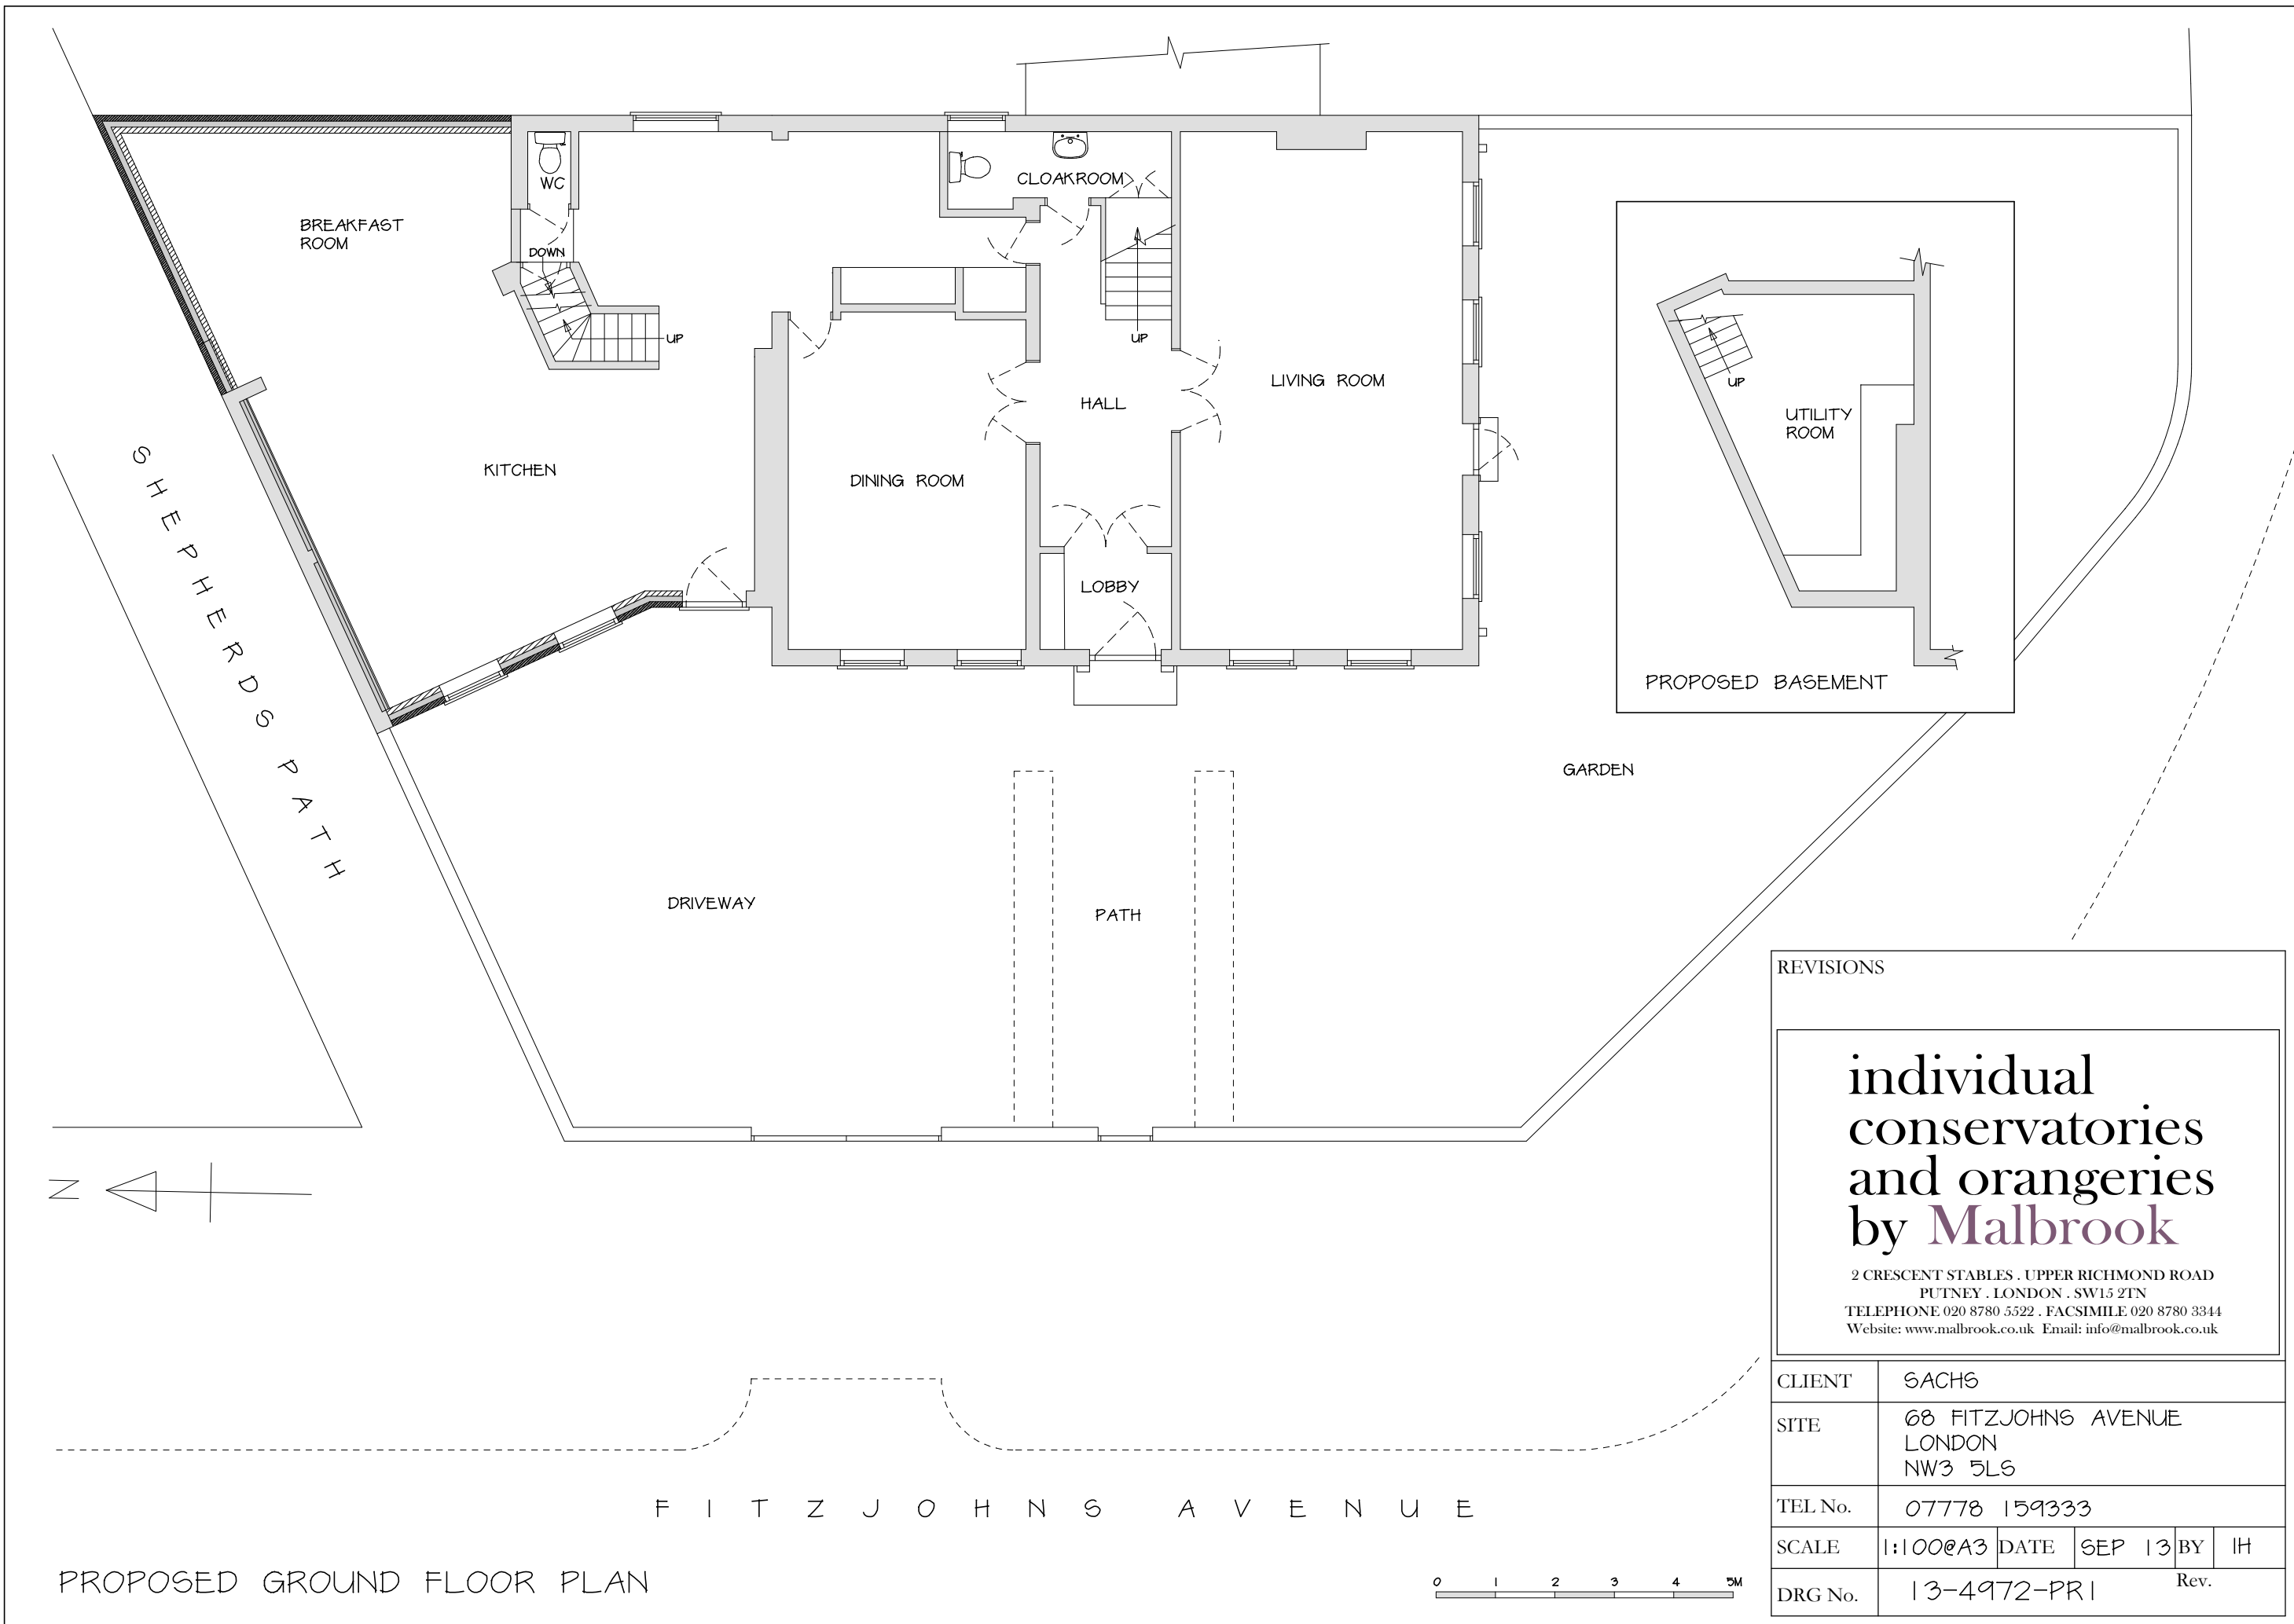 BREAKFAST
ROOM
WC
DOWN
UP
CLOAKROOM
UP
KITCHEN
DINING ROOM
HALL
LOBBY
LIVING ROOM
UP
UTILITY
ROOM
PROPOSED BASEMENT
SHEPHERDS PATH
DRIVEWAY
PATH
GARDEN
N
FITZJOHNS AVENUE
PROPOSED GROUND FLOOR PLAN
0 1 2 3 4 5M
REVISIONS
individual
conservatories
and orangeries
by Malbrook
2 CRESCENT STABLES . UPPER RICHMOND ROAD
PUTNEY . LONDON . SW15 2TN
TELEPHONE 020 8780 5522 . FACSIMILE 020 8780 3344
Website: www.malbrook.co.uk Email: info@malbrook.co.uk
CLIENT SACHS
SITE 68 FITZJOHNS AVENUE
LONDON
NW3 5LS
TEL No. 07778 159333
SCALE 1:100@A3 DATE SEP 13 BY IH
DRG No. 13-4972-PR1 Rev.